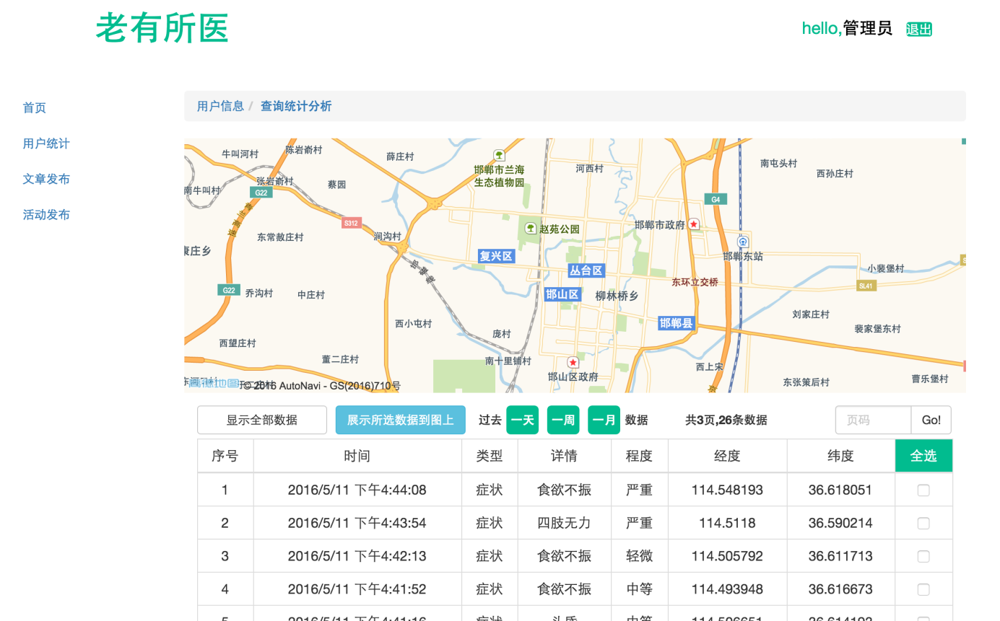 老有所医
hello,管理员 退出
首页
用户统计
文章发布
活动发布
用户信息 / 查询统计分析
牛叫河村
陈岩嵛村
薛庄村
邯郸市兰海
生态植物园
河西村
南屯头村
西孙庄村
南牛叫村
张岩嵛村
蔡园
G22
G4
青兰高速
S312
东常赦庄村
涧沟村
赵苑公园
邯郸市政府
邯郸东站
康庄乡
复兴区
丛台区
小裴堡村
G22
乔沟村
中庄村
邯山区
柳林桥乡
东环立交桥
SL41
西小屯村
邯郸县
刘家庄村
裴家堡东村
西望庄村
庞村
董二庄村
南十里铺村
邯山区政府
西上宋
京
东张策后村
曹乐堡村
高德地图
© 2016 AutoNavi - GS(2016)710号
显示全部数据 展示所选数据到图上 过去 一天 一周 一月 数据 共3页,26条数据 页码 Go!
序号 时间 类型 详情 程度 经度 纬度 全选
1 2016/5/11 下午4:44:08 症状 食欲不振 严重 114.548193 36.618051
2 2016/5/11 下午4:43:54 症状 四肢无力 严重 114.5118 36.590214
3 2016/5/11 下午4:42:13 症状 食欲不振 轻微 114.505792 36.611713
4 2016/5/11 下午4:41:52 症状 食欲不振 中等 114.493948 36.616673
5 2016/5/11 下午4:41:16 症状 头昏 中等